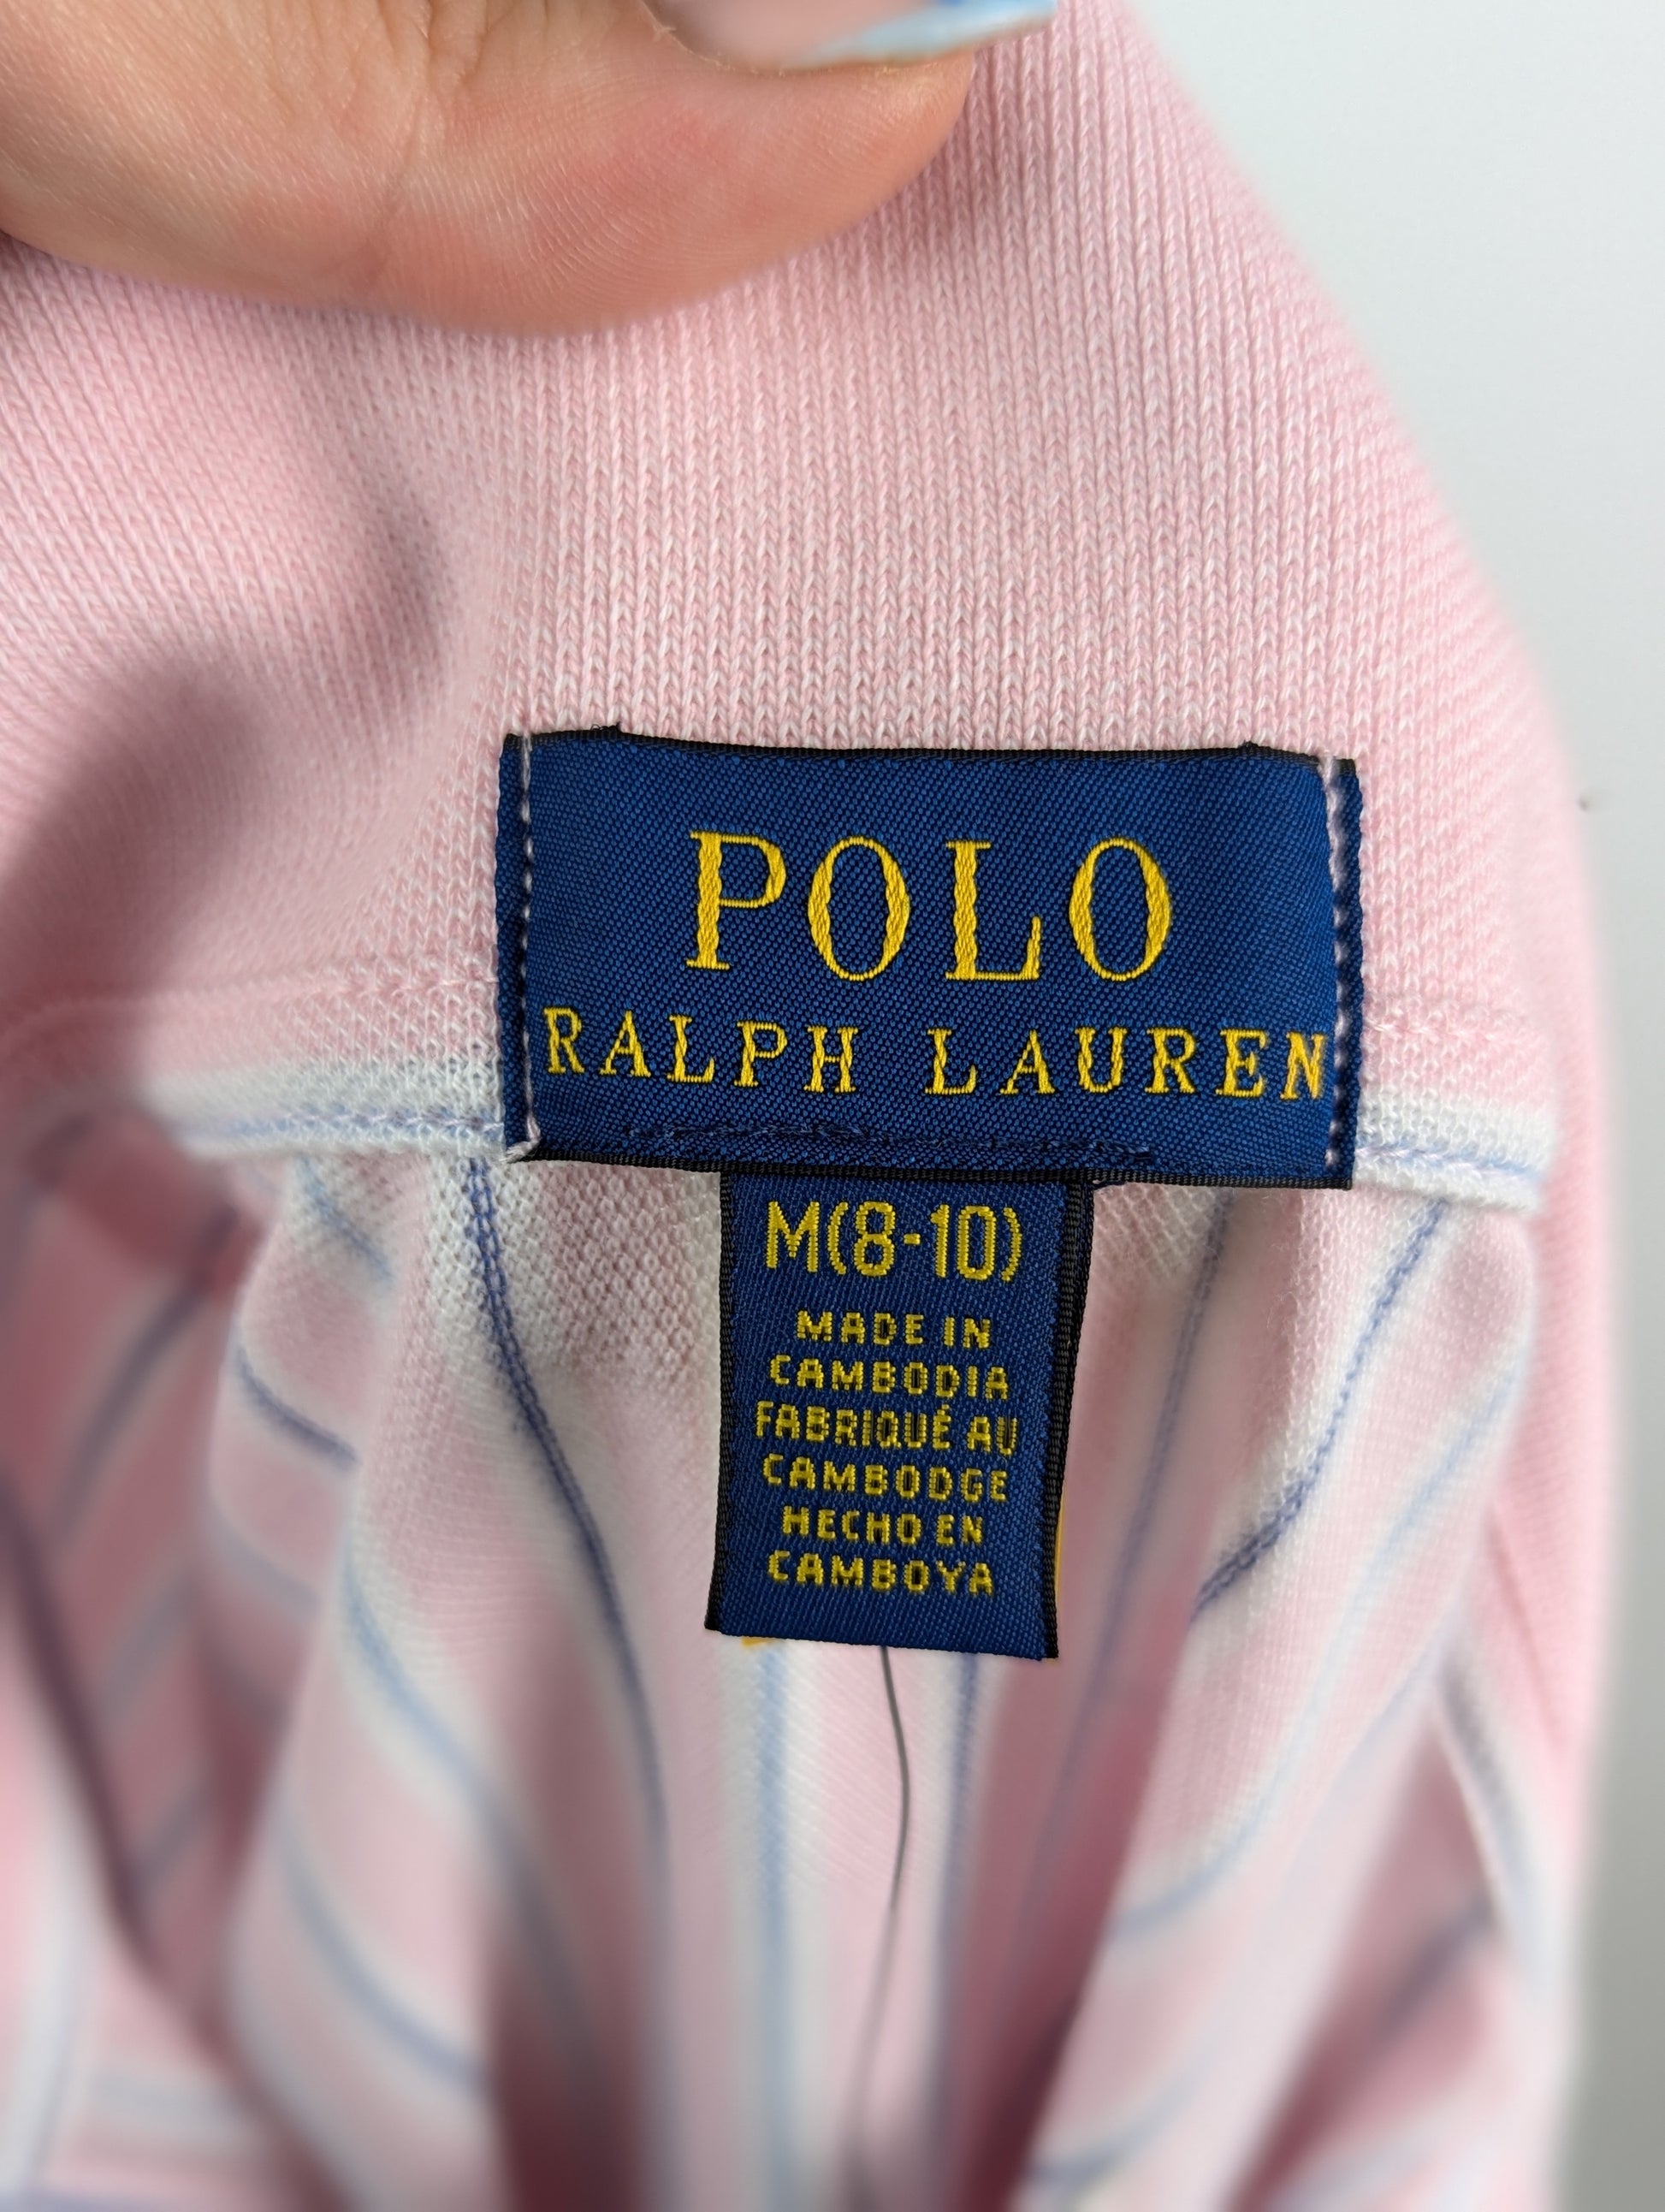 POLO
RALPH LAUREN
M(8-10)
MADE IN
CAMBODIA
FABRIQUÉ AU
CAMBODGE
HECHO EN
CAMBOYA